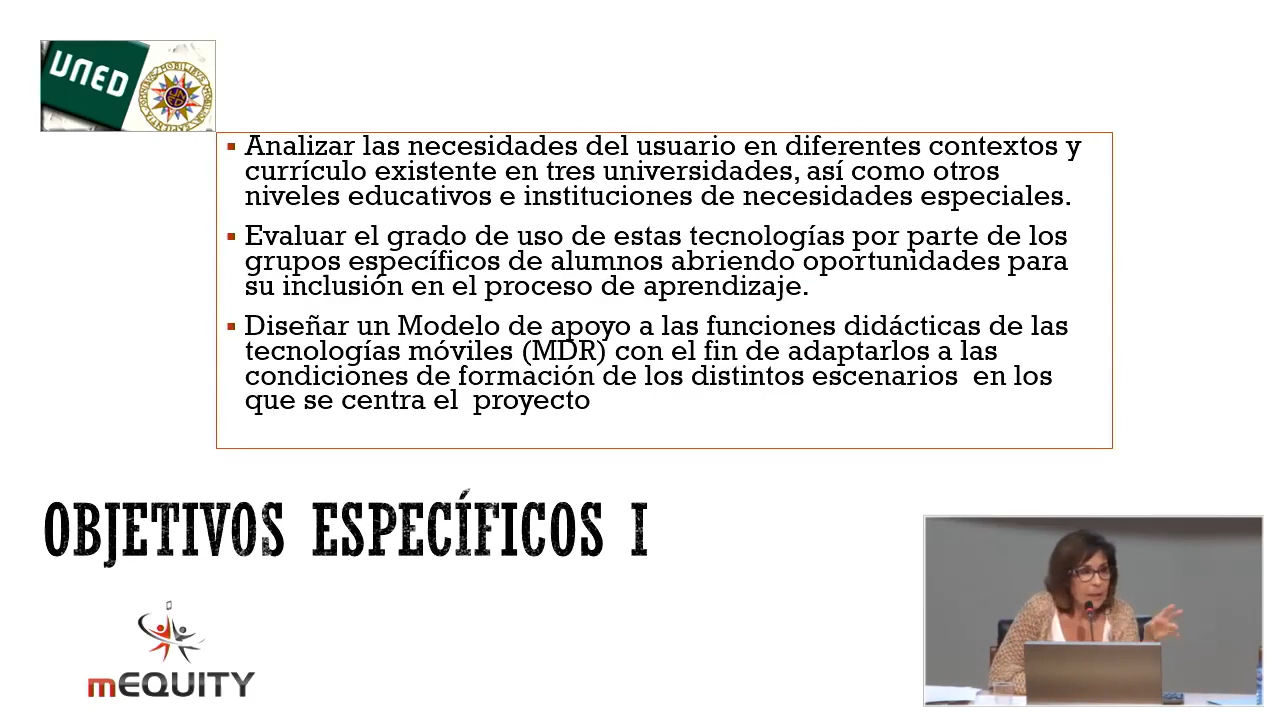 UNED
Analizar las necesidades del usuario en diferentes contextos y
currículo existente en tres universidades, así como otros
niveles educativos e instituciones de necesidades especiales.
Evaluar el grado de uso de estas tecnologías por parte de los
grupos específicos de alumnos abriendo oportunidades para
su inclusión en el proceso de aprendizaje.
Diseñar un Modelo de apoyo a las funciones didácticas de las
tecnologías móviles (MDR) con el fin de adaptarlos a las
condiciones de formación de los distintos escenarios en los
que se centra el proyecto
OBJETIVOS ESPECÍFICOS I
mEQUITY